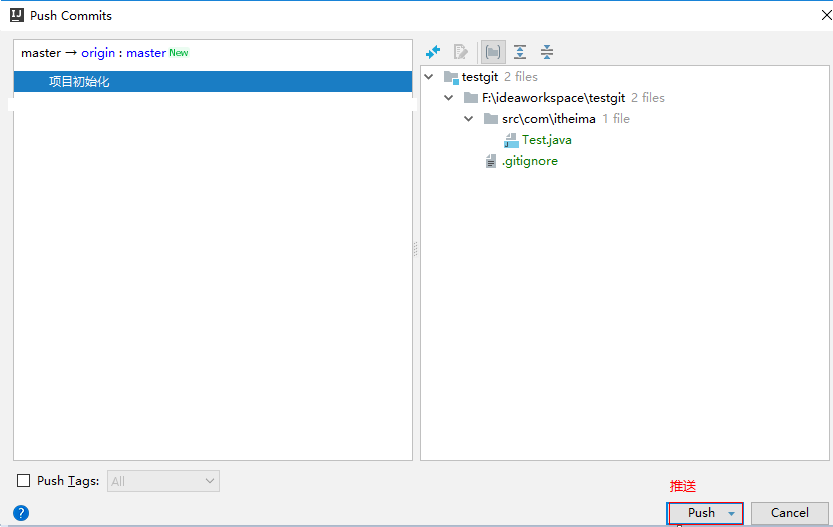 Push Commits
master → origin : master New
项目初始化
testgit 2 files
F:\ideaworkspace\testgit 2 files
src\com\itheima 1 file
Test.java
.gitignore
Push Tags: All
推送
Push
Cancel